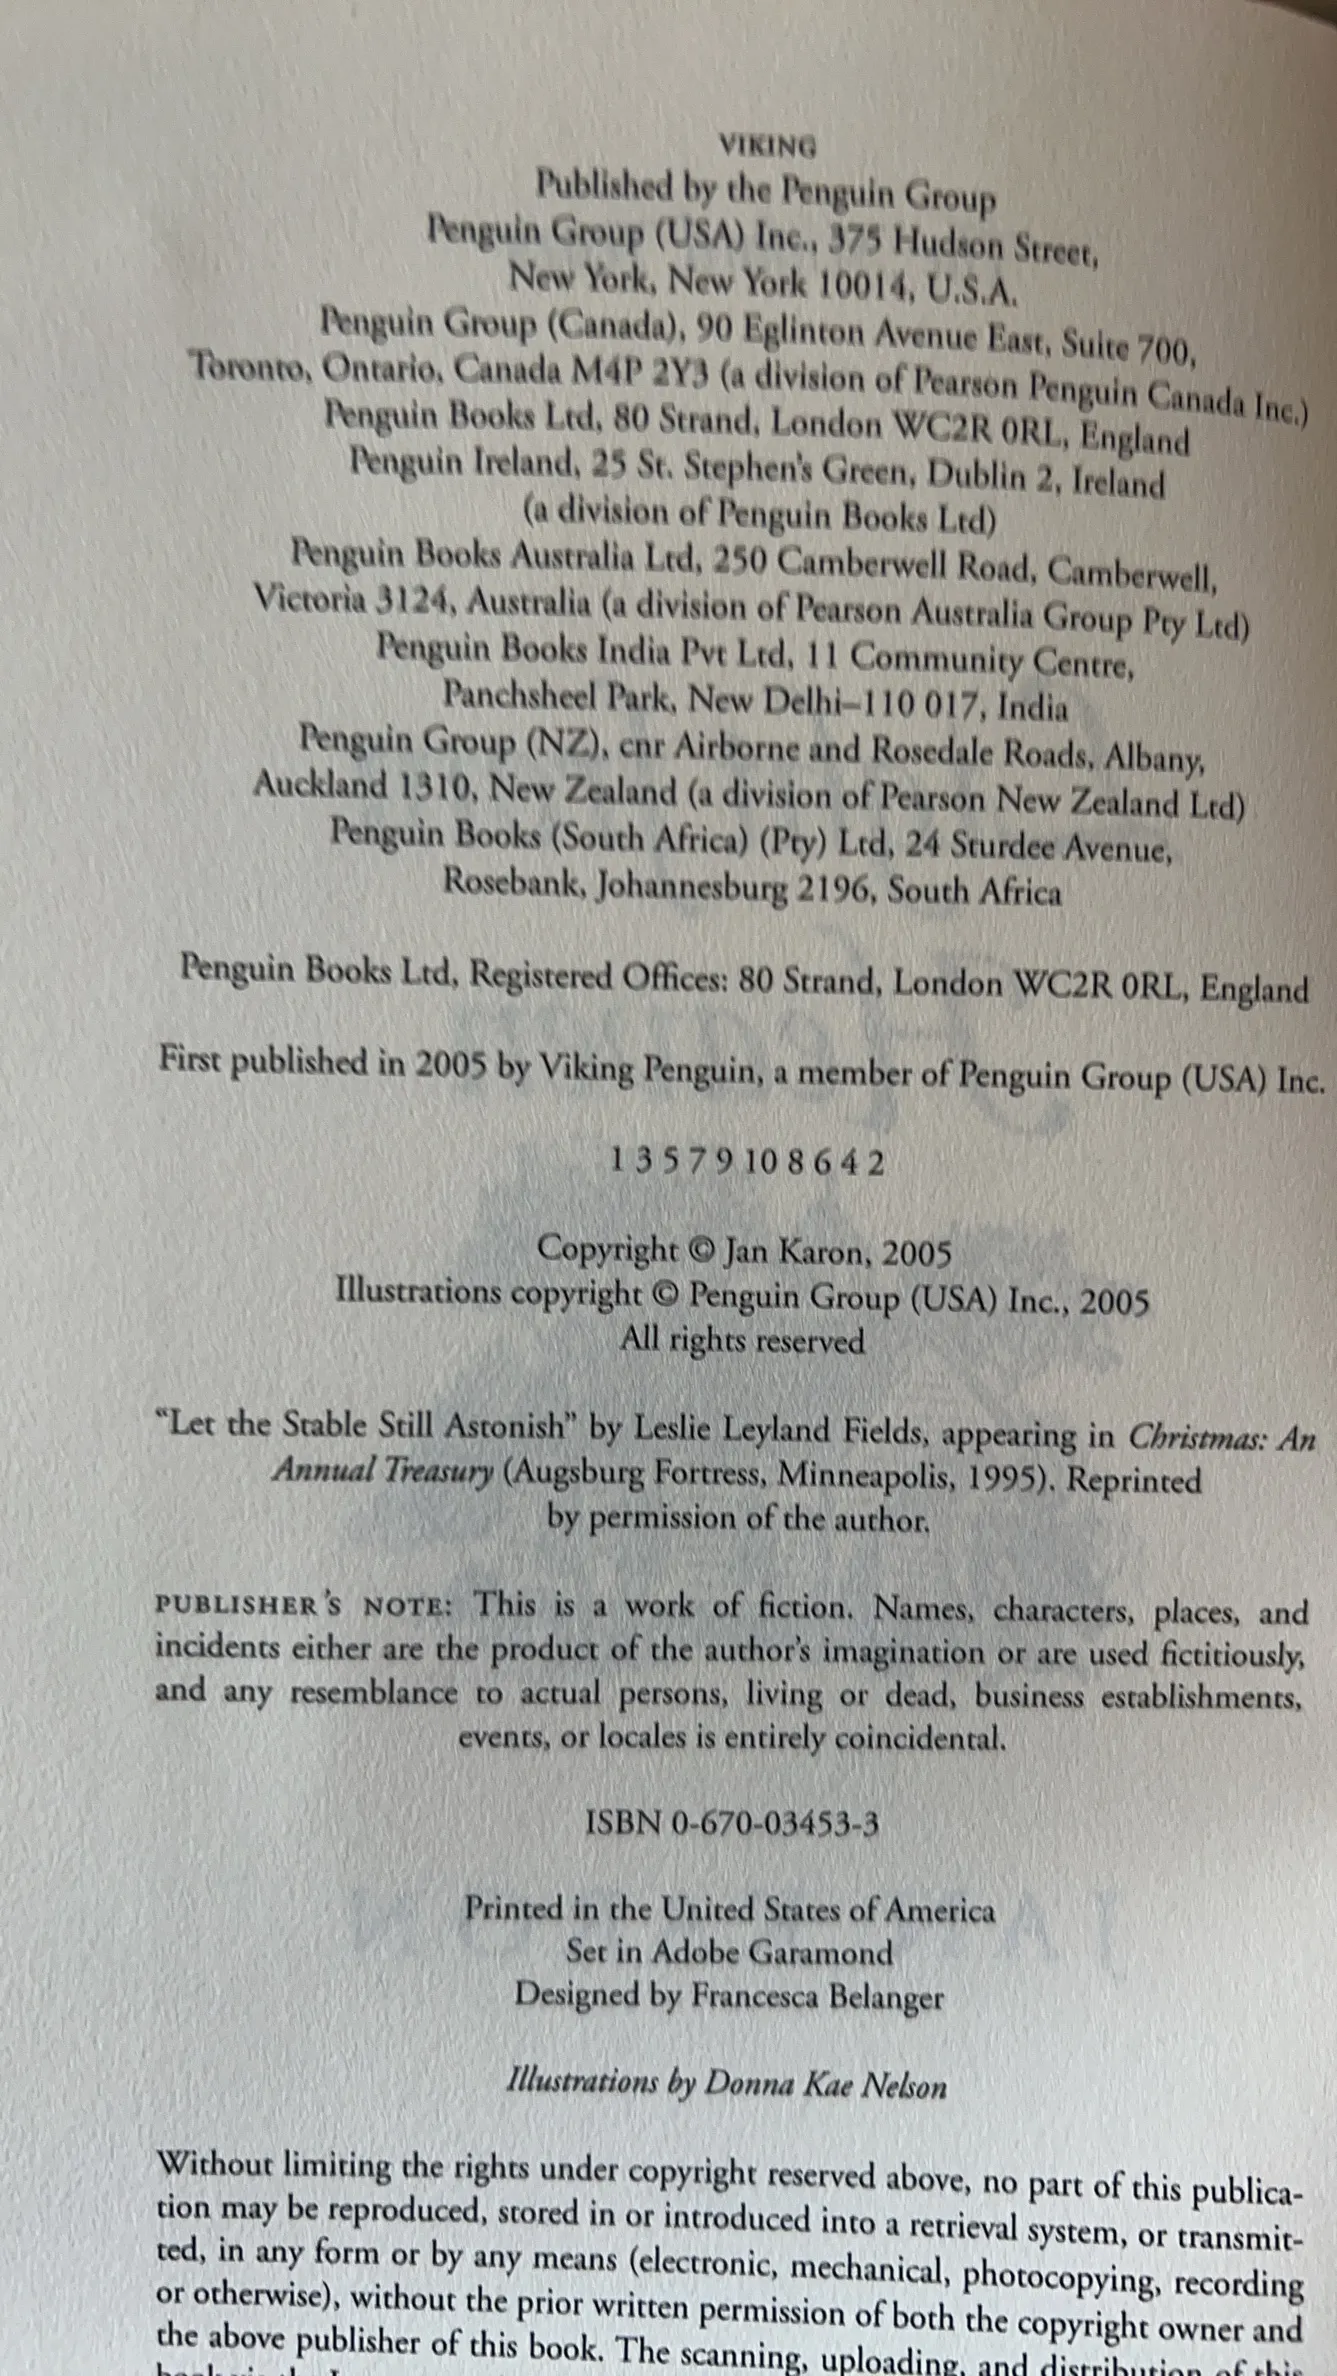 VIKING
Published by the Penguin Group
Penguin Group (USA) Inc., 375 Hudson Street,
New York, New York 10014, U.S.A.
Penguin Group (Canada), 90 Eglinton Avenue East, Suite 700,
Toronto, Ontario, Canada M4P 2Y3 (a division of Pearson Penguin Canada Inc.)
Penguin Books Ltd, 80 Strand, London WC2R 0RL, England
Penguin Ireland, 25 St. Stephen's Green, Dublin 2, Ireland
(a division of Penguin Books Ltd)
Penguin Books Australia Ltd, 250 Camberwell Road, Camberwell,
Victoria 3124, Australia (a division of Pearson Australia Group Pty Ltd)
Penguin Books India Pvt Ltd, 11 Community Centre,
Panchsheel Park, New Delhi–110 017, India
Penguin Group (NZ), cnr Airborne and Rosedale Roads, Albany,
Auckland 1310, New Zealand (a division of Pearson New Zealand Ltd)
Penguin Books (South Africa) (Pty) Ltd, 24 Sturdee Avenue,
Rosebank, Johannesburg 2196, South Africa
Penguin Books Ltd, Registered Offices: 80 Strand, London WC2R 0RL, England
First published in 2005 by Viking Penguin, a member of Penguin Group (USA) Inc.
1 3 5 7 9 10 8 6 4 2
Copyright © Jan Karon, 2005
Illustrations copyright © Penguin Group (USA) Inc., 2005
All rights reserved
"Let the Stable Still Astonish" by Leslie Leyland Fields, appearing in Christmas: An
Annual Treasury (Augsburg Fortress, Minneapolis, 1995). Reprinted
by permission of the author.
PUBLISHER'S NOTE: This is a work of fiction. Names, characters, places, and
incidents either are the product of the author's imagination or are used fictitiously,
and any resemblance to actual persons, living or dead, business establishments,
events, or locales is entirely coincidental.
ISBN 0-670-03453-3
Printed in the United States of America
Set in Adobe Garamond
Designed by Francesca Belanger
Illustrations by Donna Kae Nelson
Without limiting the rights under copyright reserved above, no part of this publica-
tion may be reproduced, stored in or introduced into a retrieval system, or transmit-
ted, in any form or by any means (electronic, mechanical, photocopying, recording
or otherwise), without the prior written permission of both the copyright owner and
the above publisher of this book. The scanning, uploading, and distribution of this